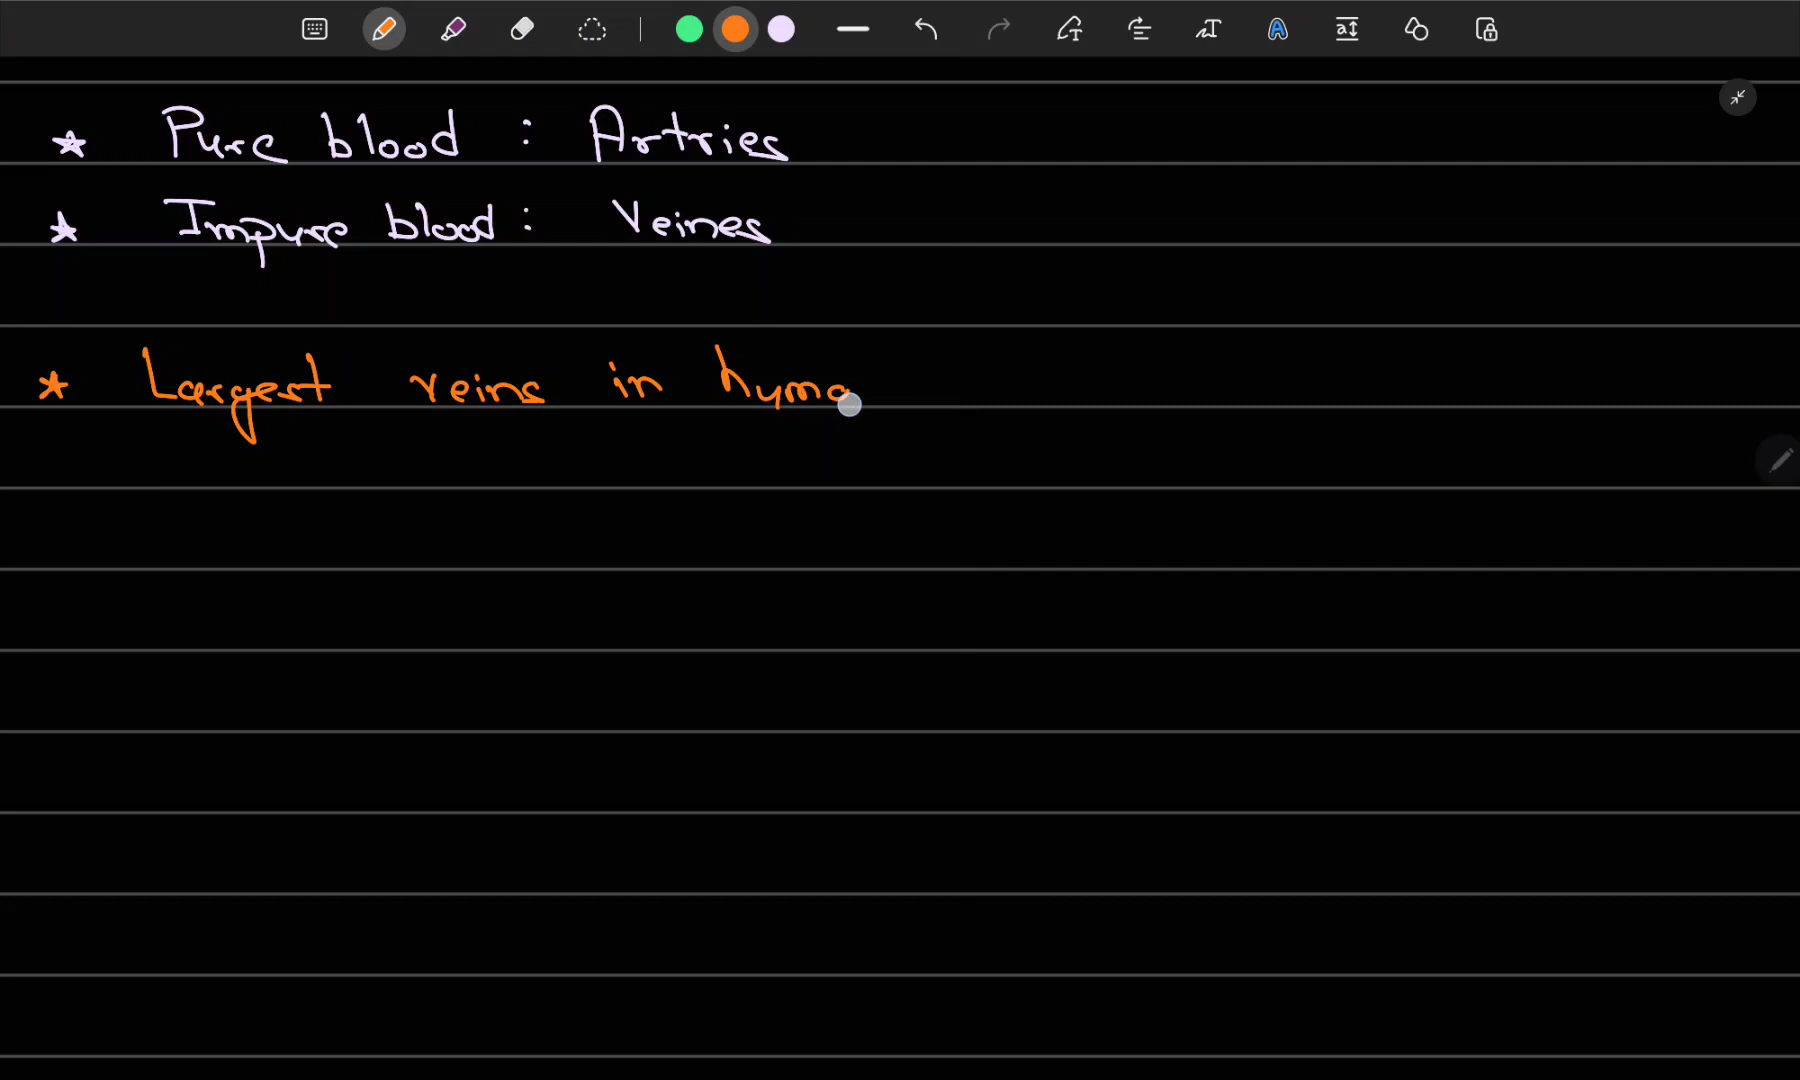 ★ Pure blood : Artries
★ Impure blood : Veines
★ Largest veins in huma